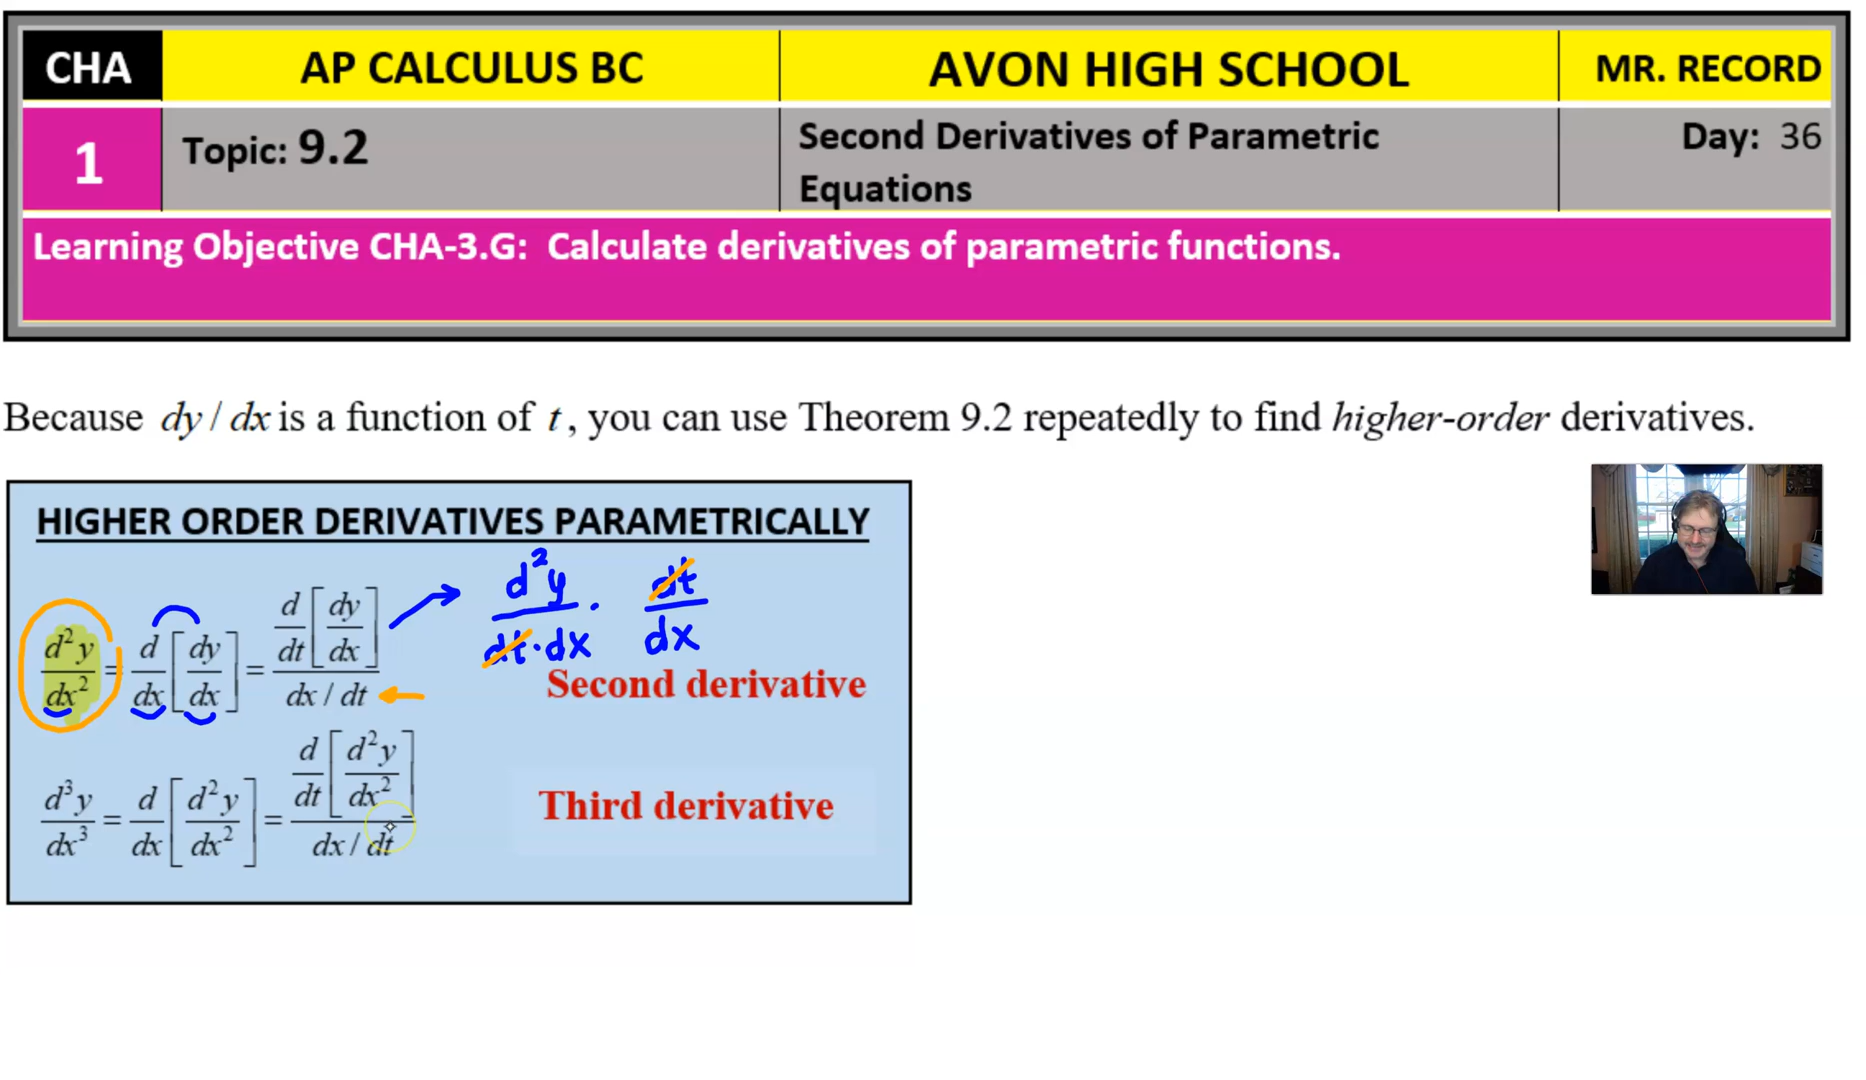 CHA AP CALCULUS BC AVON HIGH SCHOOL MR. RECORD
1 Topic: 9.2 Second Derivatives of Parametric Equations Day: 36
Learning Objective CHA-3.G: Calculate derivatives of parametric functions.
Because dy / dx is a function of t, you can use Theorem 9.2 repeatedly to find higher-order derivatives.
HIGHER ORDER DERIVATIVES PARAMETRICALLY
d²y/dx² = d/dx [dy/dx] = d/dt [dy/dx] / (dx / dt) → d²y/(dt·dx) · dt/dx
Second derivative
d³y/dx³ = d/dx [d²y/dx²] = d/dt [d²y/dx²] / (dx / dt)
Third derivative